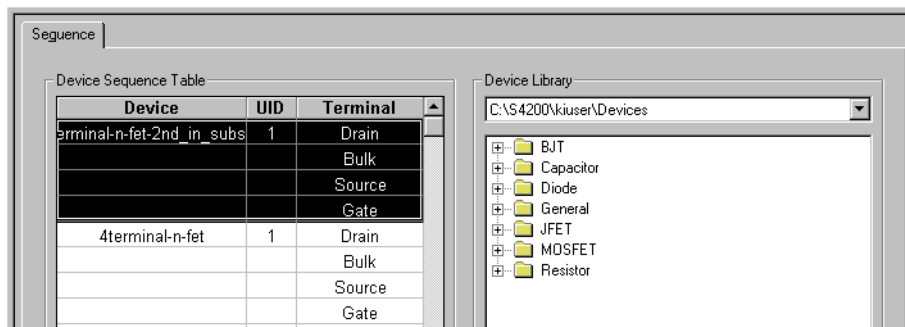 Sequence
Device Sequence Table
Device UID Terminal
erminal-n-fet-2nd_in_subs 1 Drain
Bulk
Source
Gate
4terminal-n-fet 1 Drain
Bulk
Source
Gate
Device Library
C:\S4200\kiuser\Devices
BJT
Capacitor
Diode
General
JFET
MOSFET
Resistor